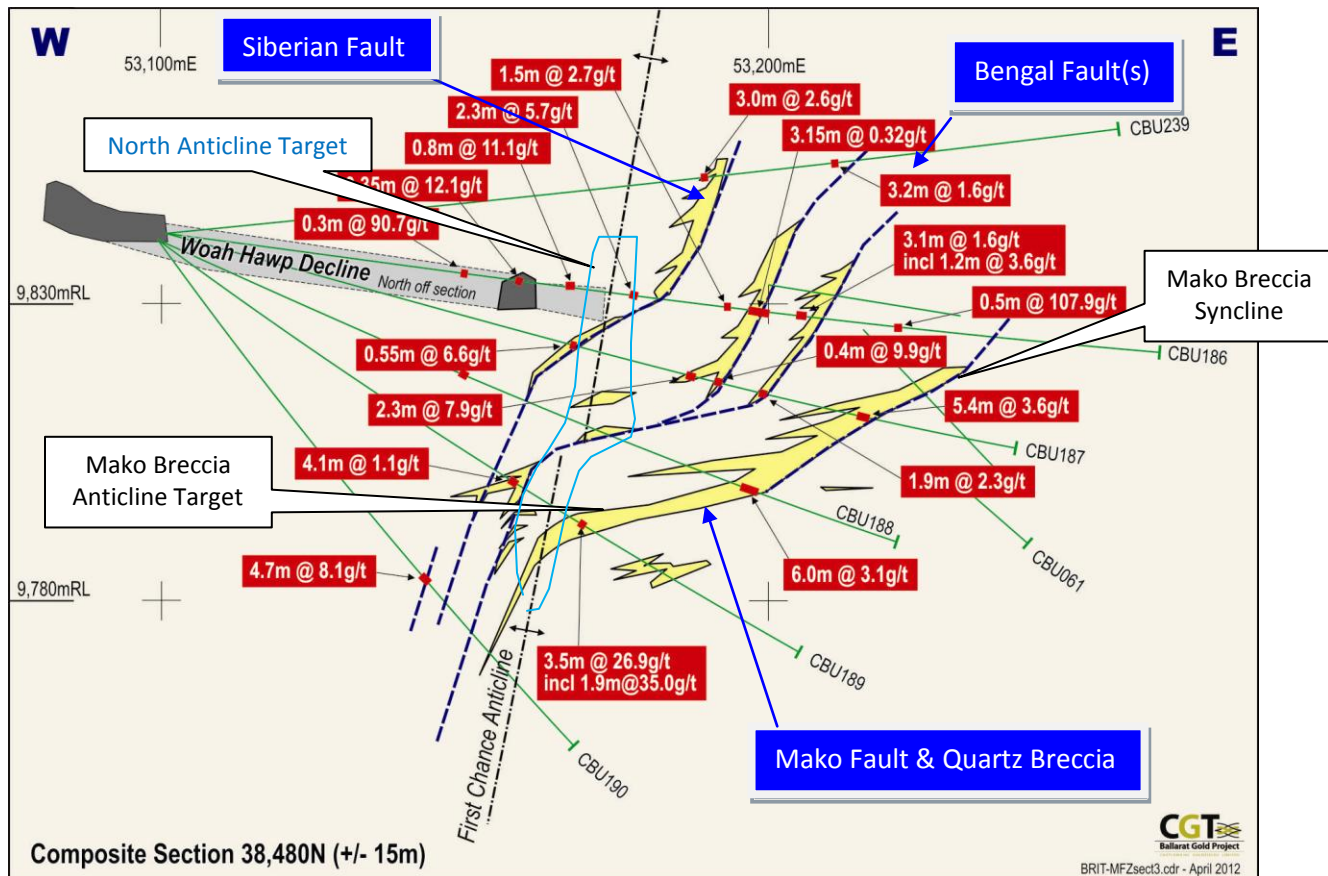 W
E
Siberian Fault
Bengal Fault(s)
53,100mE
53,200mE
1.5m @ 2.7g/t
2.3m @ 5.7g/t
3.0m @ 2.6g/t
3.15m @ 0.32g/t
CBU239
North Anticline Target
0.8m @ 11.1g/t
35m @ 12.1g/t
3.2m @ 1.6g/t
0.3m @ 90.7g/t
3.1m @ 1.6g/t
incl 1.2m @ 3.6g/t
Woah Hawp Decline
North off section
Mako Breccia
Syncline
9,830mRL
0.5m @ 107.9g/t
CBU186
0.55m @ 6.6g/t
0.4m @ 9.9g/t
2.3m @ 7.9g/t
5.4m @ 3.6g/t
CBU187
Mako Breccia
Anticline Target
4.1m @ 1.1g/t
1.9m @ 2.3g/t
CBU188
CBU061
4.7m @ 8.1g/t
6.0m @ 3.1g/t
9,780mRL
3.5m @ 26.9g/t
incl 1.9m@35.0g/t
CBU189
First Chance Anticline
CBU190
Mako Fault & Quartz Breccia
Composite Section 38,480N (+/- 15m)
CGT
Ballarat Gold Project
BRIT-MFZsect3.cdr - April 2012